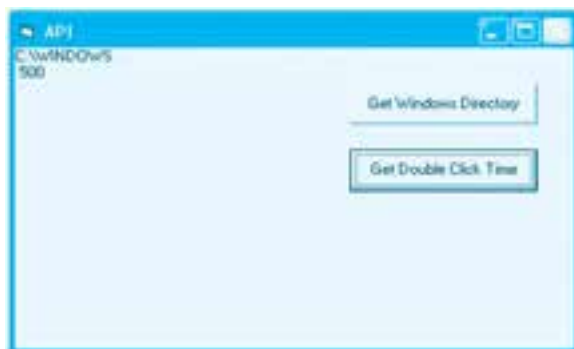 API
C:\WINDOWS
500
Get Windows Directory
Get Double Click Time